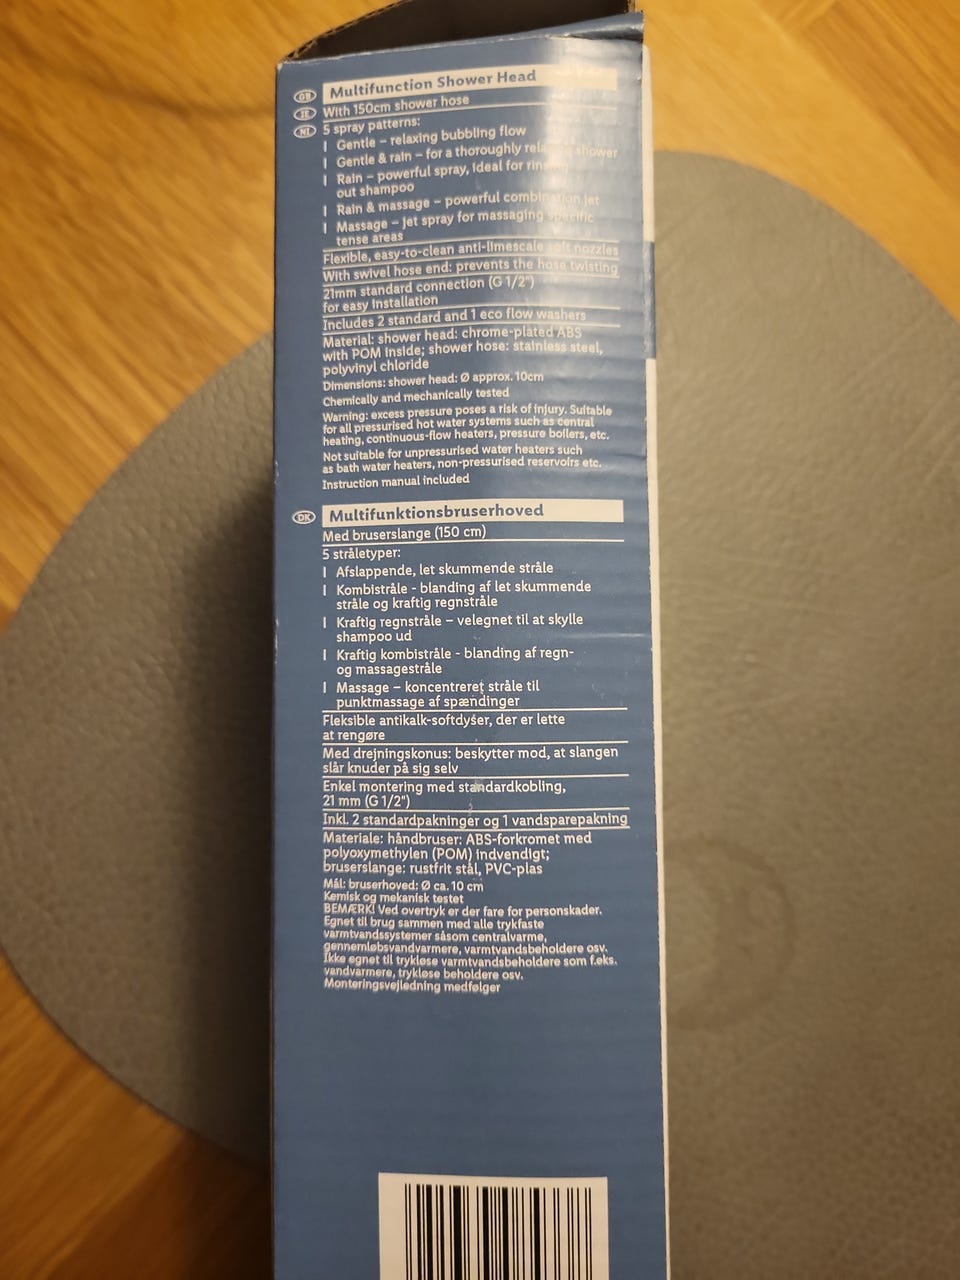 GB Multifunction Shower Head
IE With 150cm shower hose
NI 5 spray patterns:
I Gentle – relaxing bubbling flow
I Gentle & rain – for a thoroughly shower
I Rain – powerful spray, ideal for
out shampoo
I Rain & massage – powerful combination jet
I Massage – jet spray for massaging specific
tense areas
Flexible, easy-to-clean anti-limescale soft nozzles
With swivel hose end: prevents the hose twisting
21mm standard connection (G 1/2")
for easy installation
Includes 2 standard and 1 eco flow washers
Material: shower head: chrome-plated ABS
with POM inside; shower hose: stainless steel,
polyvinyl chloride
Dimensions: shower head: Ø approx. 10cm
Chemically and mechanically tested
Warning: excess pressure poses a risk of injury. Suitable
for all pressurised hot water systems such as central
heating, continuous-flow heaters, pressure boilers, etc.
Not suitable for unpressurised water heaters such
as bath water heaters, non-pressurised reservoirs etc.
Instruction manual included
DK Multifunktionsbruserhoved
Med bruserslange (150 cm)
5 stråletyper:
I Afslappende, let skummende stråle
I Kombistråle - blanding af let skummende
stråle og kraftig regnstråle
I Kraftig regnstråle – velegnet til at skylle
shampoo ud
I Kraftig kombistråle - blanding af regn-
og massagestråle
I Massage – koncentreret stråle til
punktmassage af spændinger
Fleksible antikalk-softdyser, der er lette
at rengøre
Med drejningskonus: beskytter mod, at slangen
slår knuder på sig selv
Enkel montering med standardkobling,
21 mm (G 1/2")
Inkl. 2 standardpakninger og 1 vandsparepakning
Materiale: håndbruser: ABS-forkromet med
polyoxymethylen (POM) indvendigt;
bruserslange: rustfrit stål, PVC-plas
Mål: bruserhoved: Ø ca. 10 cm
Kemisk og mekanisk testet
BEMÆRK! Ved overtryk er der fare for personskader.
Egnet til brug sammen med alle trykfaste
varmtvandssystemer såsom centralvarme,
gennemløbsvandvarmere, varmtvandsbeholdere osv.
Ikke egnet til trykløse varmtvandsbeholdere som f.eks.
vandvarmere, trykløse beholdere osv.
Monteringsvejledning medfølger